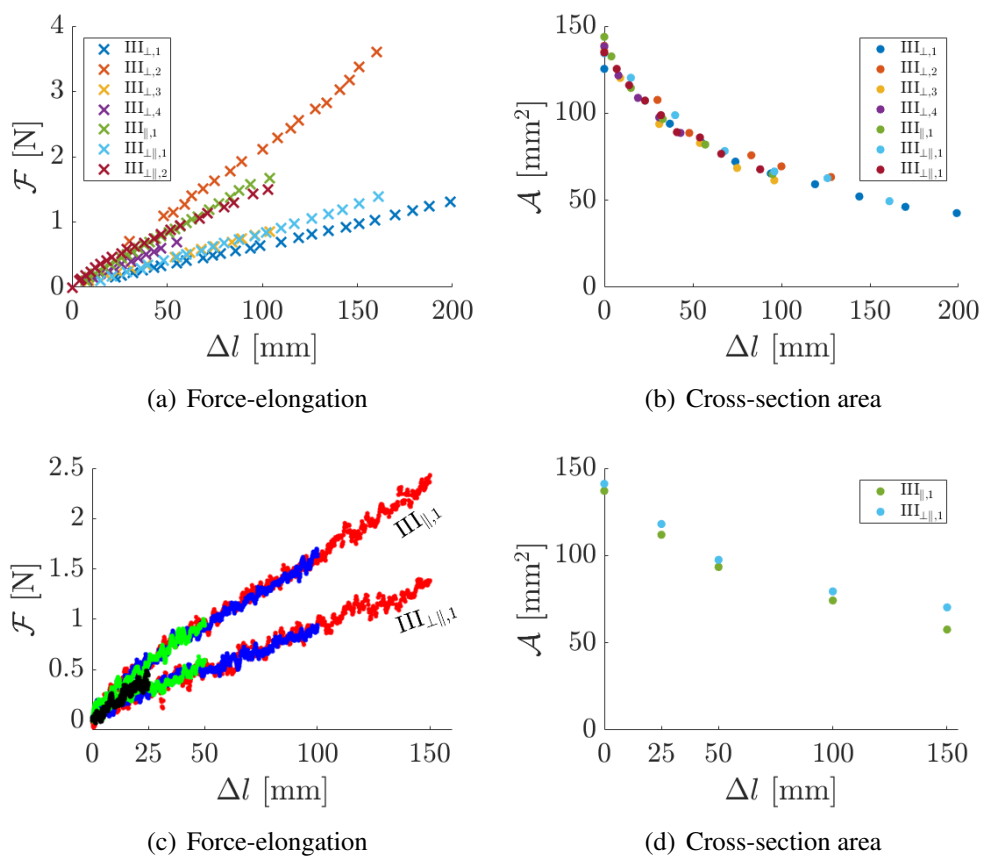 4
3
2
1
0
0 50 100 150 200
ℱ [N]
Δl [mm]
III⊥,1
III⊥,2
III⊥,3
III⊥,4
III∥,1
III⊥∥,1
III⊥∥,2
(a) Force-elongation
150
100
50
0
0 50 100 150 200
𝒜 [mm²]
Δl [mm]
III⊥,1
III⊥,2
III⊥,3
III⊥,4
III∥,1
III⊥∥,1
III⊥∥,1
(b) Cross-section area
2.5
2
1.5
1
0.5
0
0 25 50 100 150
ℱ [N]
Δl [mm]
III∥,1
III⊥∥,1
(c) Force-elongation
150
100
50
0
0 25 50 100 150
𝒜 [mm²]
Δl [mm]
III∥,1
III⊥∥,1
(d) Cross-section area